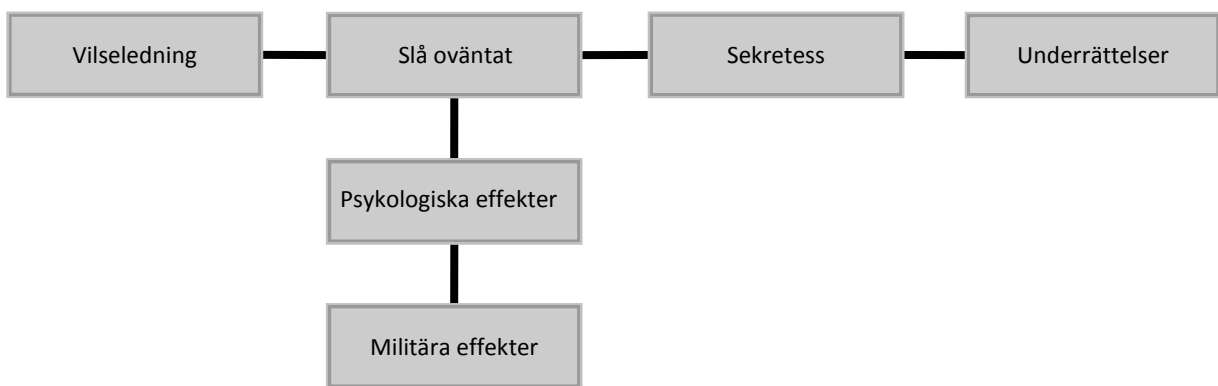 Vilseledning
Slå oväntat
Sekretess
Underrättelser
Psykologiska effekter
Militära effekter